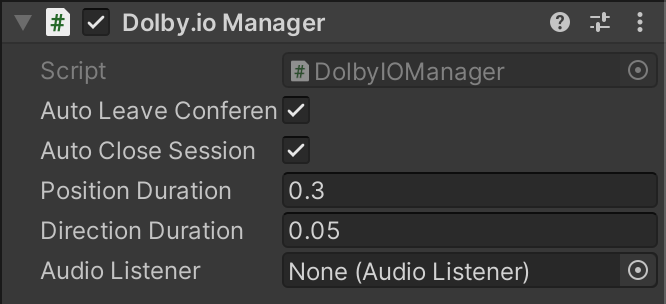 Dolby.io Manager
Script DolbyIOManager
Auto Leave Conferen
Auto Close Session
Position Duration 0.3
Direction Duration 0.05
Audio Listener None (Audio Listener)